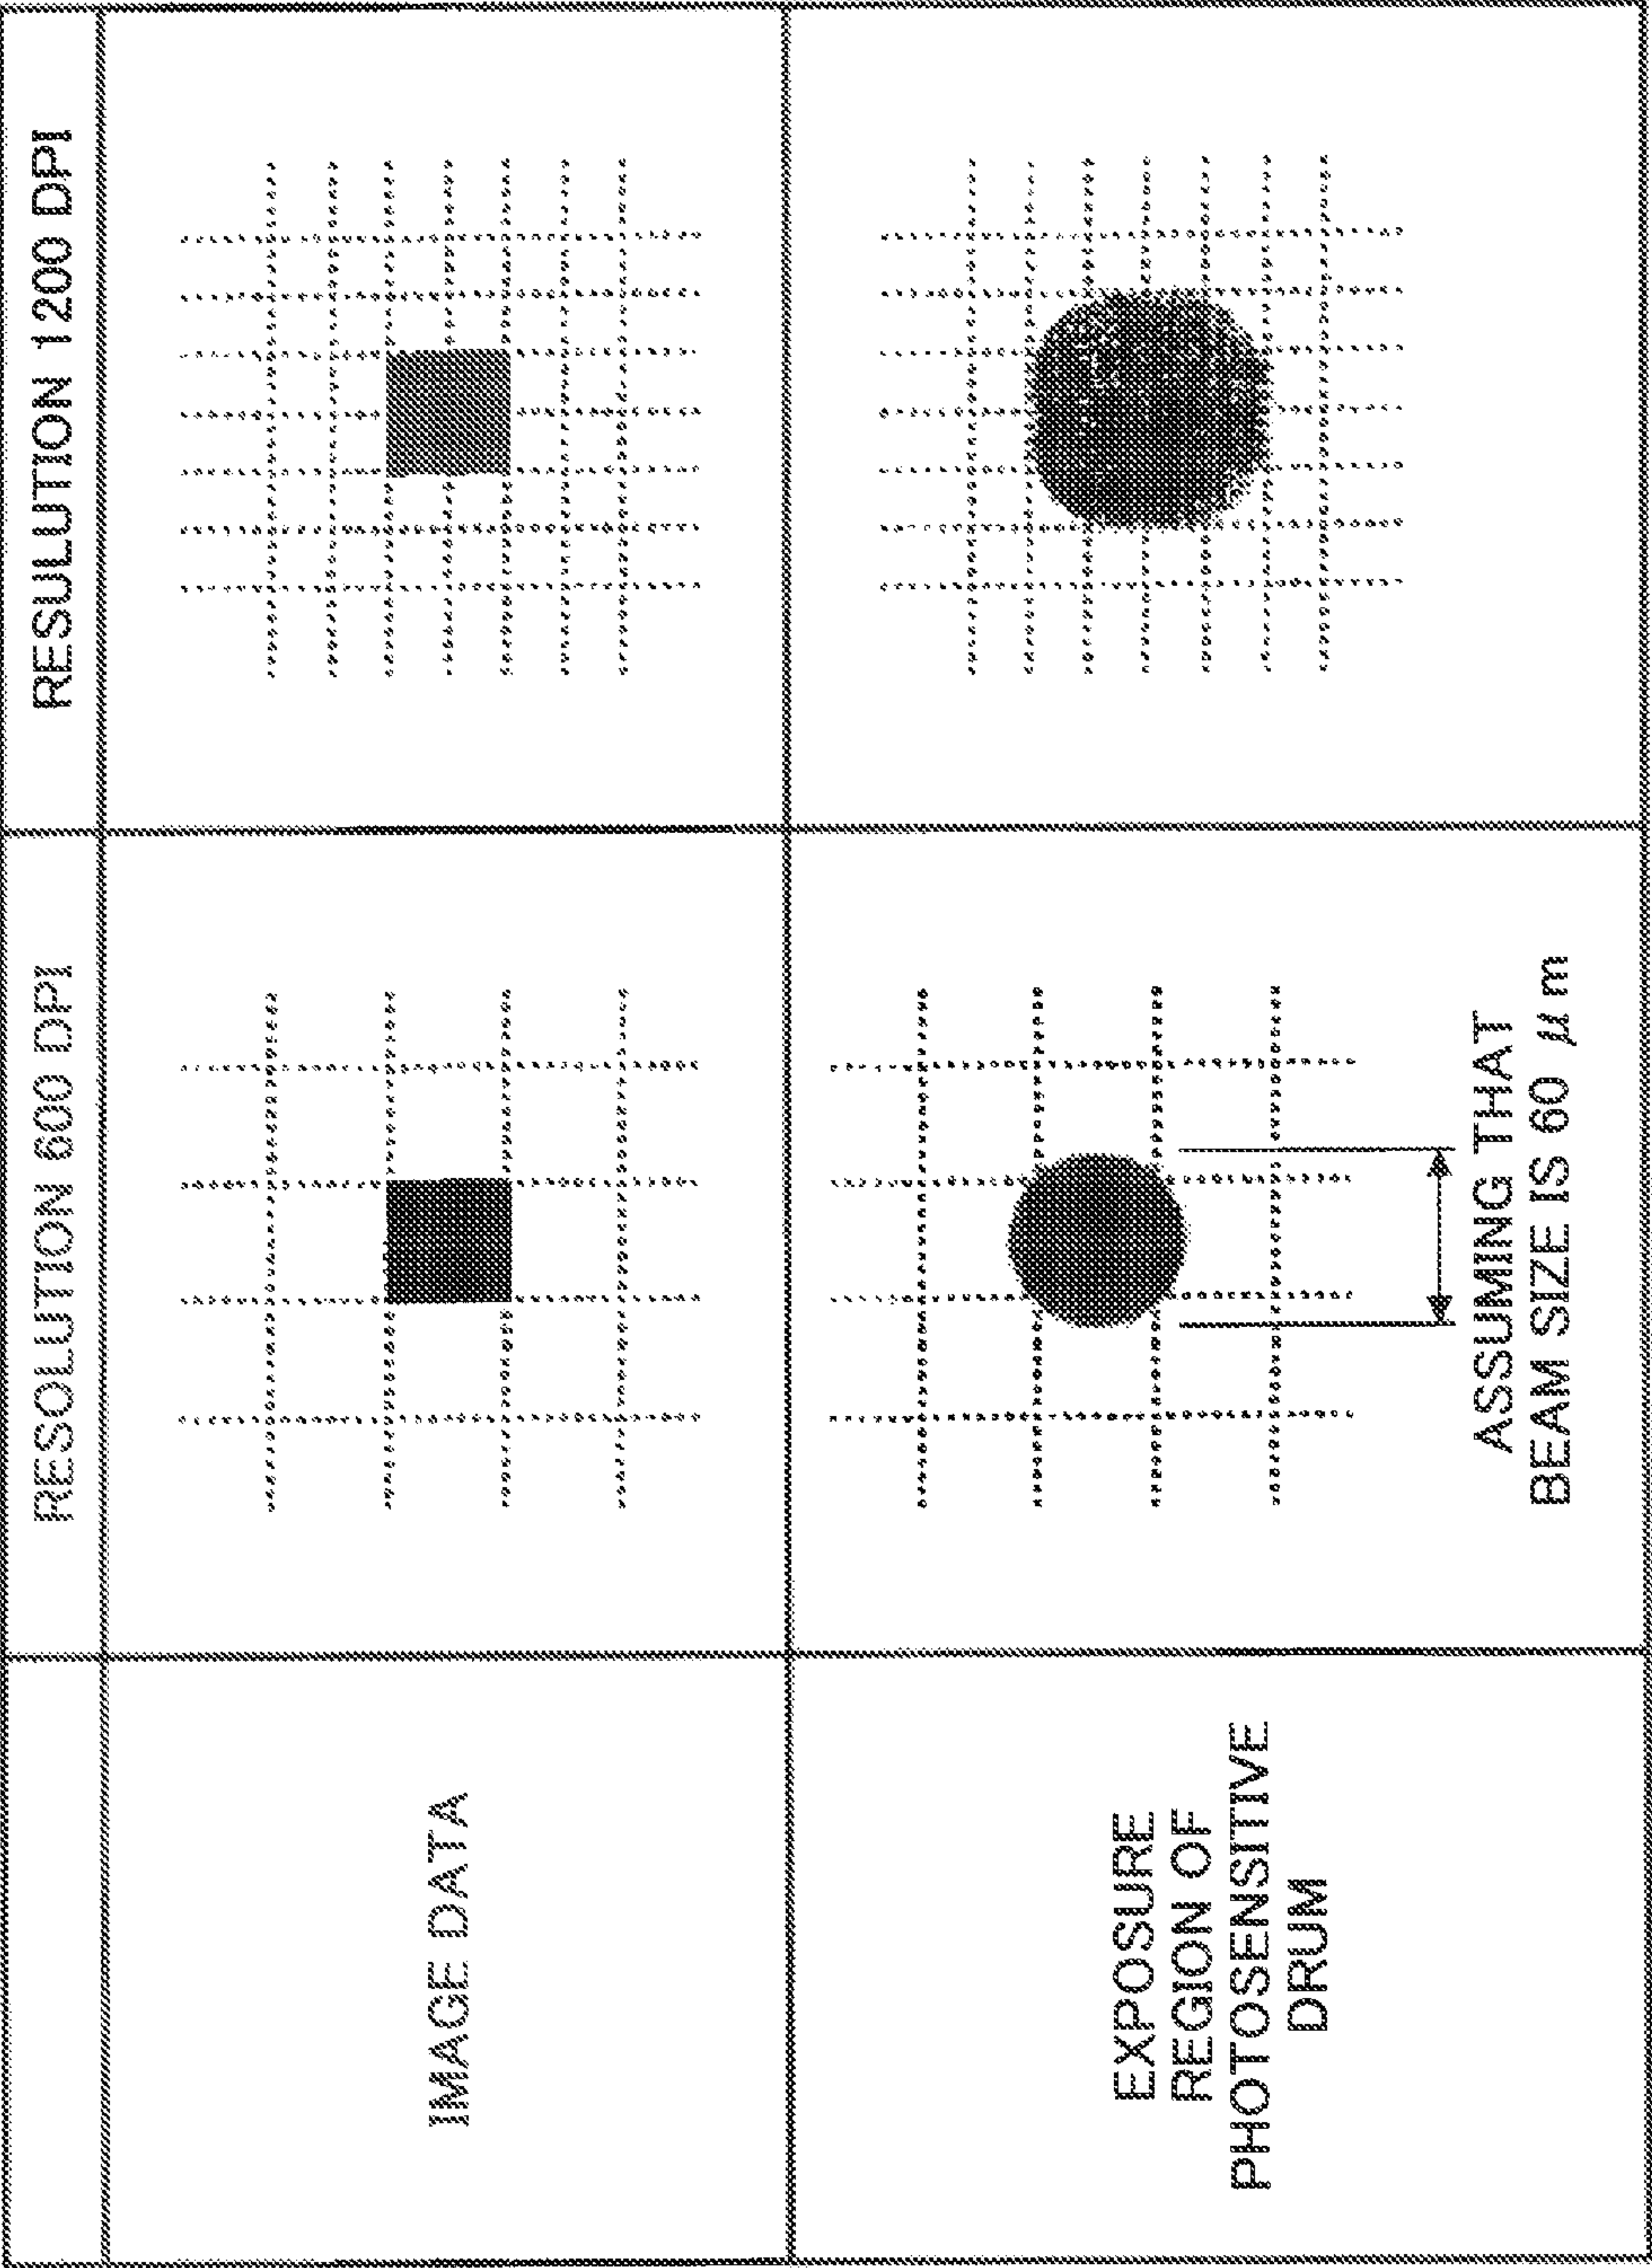 RESOLUTION 600 DPI
RESULUTION 1200 DPI
IMAGE DATA
EXPOSURE
REGION OF
PHOTOSENSITIVE
DRUM
ASSUMING THAT
BEAM SIZE IS 60 μm